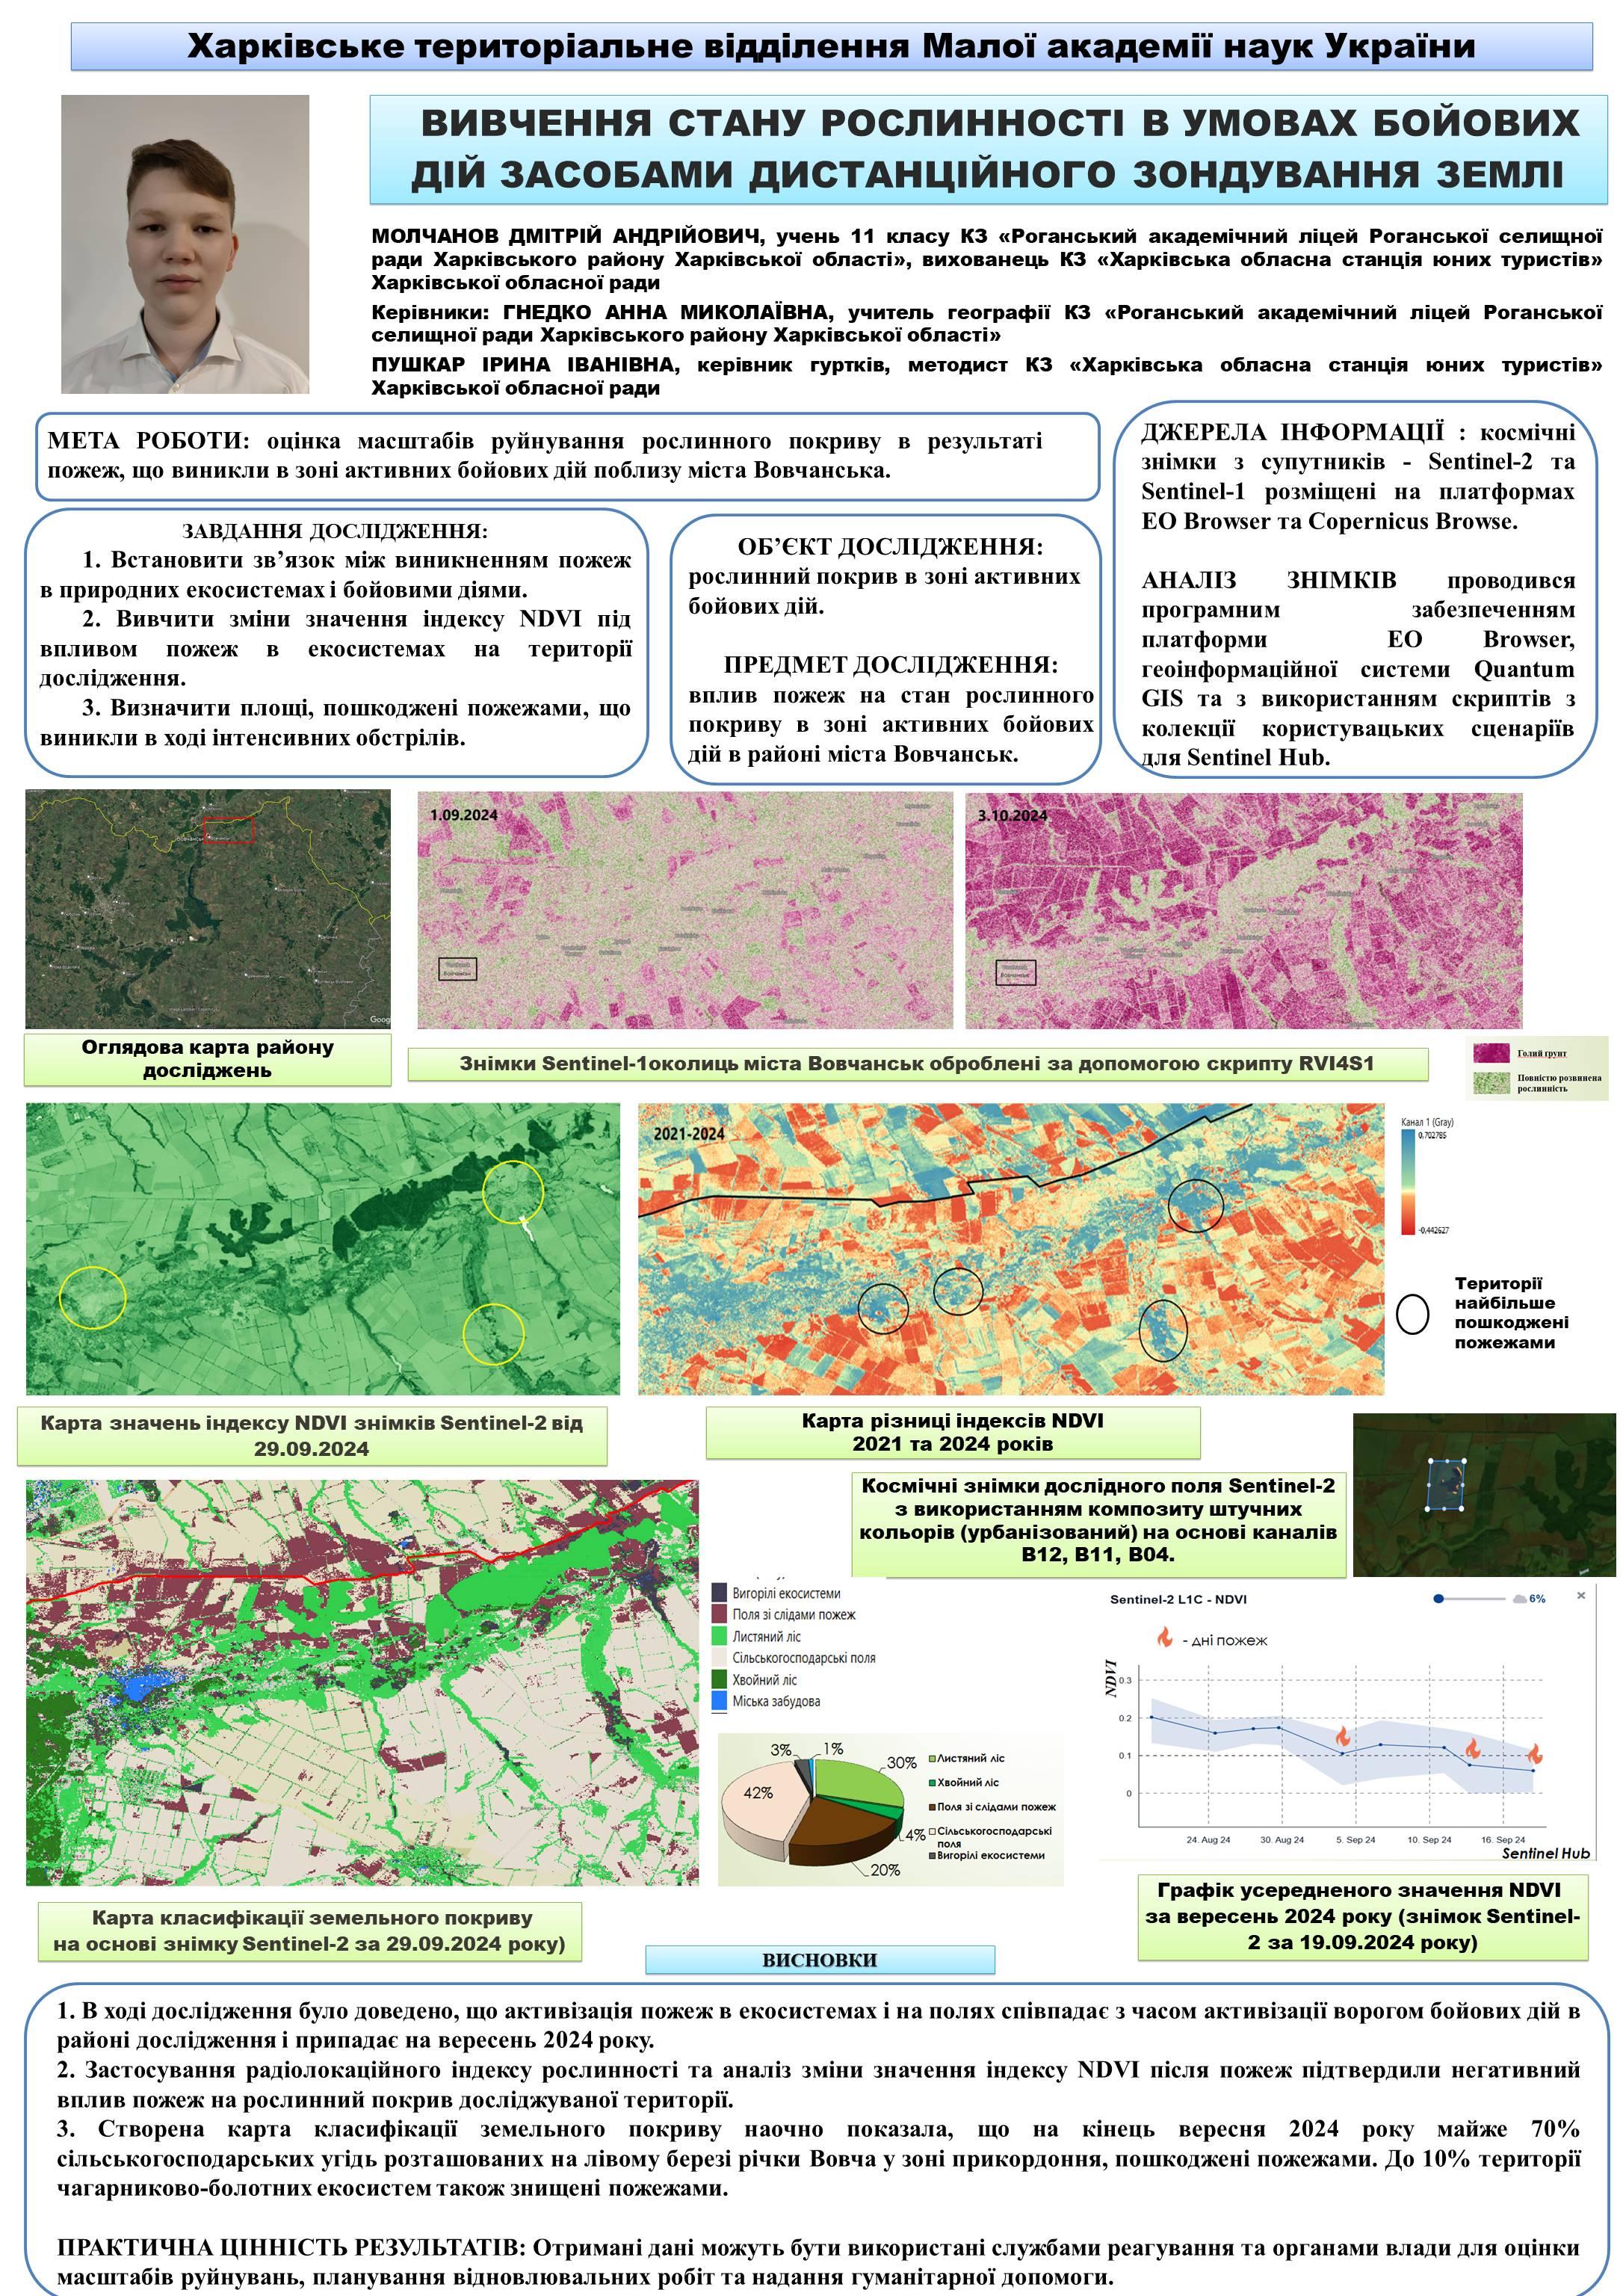 Харківське територіальне відділення Малої академії наук України
ВИВЧЕННЯ СТАНУ РОСЛИННОСТІ В УМОВАХ БОЙОВИХ
ДІЙ ЗАСОБАМИ ДИСТАНЦІЙНОГО ЗОНДУВАННЯ ЗЕМЛІ
МОЛЧАНОВ ДМІТРІЙ АНДРІЙОВИЧ, учень 11 класу КЗ «Роганський академічний ліцей Роганської селищної
ради Харківського району Харківської області», вихованець КЗ «Харківська обласна станція юних туристів»
Харківської обласної ради
Керівники: ГНЕДКО АННА МИКОЛАЇВНА, учитель географії КЗ «Роганський академічний ліцей Роганської
селищної ради Харківського району Харківської області»
ПУШКАР ІРИНА ІВАНІВНА, керівник гуртків, методист КЗ «Харківська обласна станція юних туристів»
Харківської обласної ради
МЕТА РОБОТИ: оцінка масштабів руйнування рослинного покриву в результаті
пожеж, що виникли в зоні активних бойових дій поблизу міста Вовчанська.
ЗАВДАННЯ ДОСЛІДЖЕННЯ:
1. Встановити зв’язок між виникненням пожеж
в природних екосистемах і бойовими діями.
2. Вивчити зміни значення індексу NDVI під
впливом пожеж в екосистемах на території
дослідження.
3. Визначити площі, пошкоджені пожежами, що
виникли в ході інтенсивних обстрілів.
ОБ’ЄКТ ДОСЛІДЖЕННЯ:
рослинний покрив в зоні активних
бойових дій.
ПРЕДМЕТ ДОСЛІДЖЕННЯ:
вплив пожеж на стан рослинного
покриву в зоні активних бойових
дій в районі міста Вовчанськ.
ДЖЕРЕЛА ІНФОРМАЦІЇ : космічні
знімки з супутників - Sentinel-2 та
Sentinel-1 розміщені на платформах
EO Browser та Copernicus Browse.
АНАЛІЗ ЗНІМКІВ проводився
програмним забезпеченням
платформи EO Browser,
геоінформаційної системи Quantum
GIS та з використанням скриптів з
колекції користувацьких сценаріїв
для Sentinel Hub.
Goog
1.09.2024
Вовчанськ
3.10.2024
Вовчанськ
Оглядова карта району
досліджень
Знімки Sentinel-1околиць міста Вовчанськ оброблені за допомогою скрипту RVI4S1
Голий ґрунт
Повністю розвинена
рослинність
2021-2024
Канал 1 (Gray)
0,702785
-0,442627
Території
найбільше
пошкоджені
пожежами
Карта значень індексу NDVI знімків Sentinel-2 від
29.09.2024
Карта різниці індексів NDVI
2021 та 2024 років
Космічні знімки дослідного поля Sentinel-2
з використанням композиту штучних
кольорів (урбанізований) на основі каналів
B12, B11, B04.
Вигорілі екосистеми
Поля зі слідами пожеж
Листяний ліс
Сільськогосподарські поля
Хвойний ліс
Міська забудова
3%
1%
30%
42%
4%
20%
Листяний ліс
Хвойний ліс
Поля зі слідами пожеж
Сільськогосподарські
поля
Вигорілі екосистеми
Sentinel-2 L1C - NDVI
6%
×
- дні пожеж
NDVI
0.3
0.2
0.1
0
24. Aug 24
30. Aug 24
5. Sep 24
10. Sep 24
16. Sep 24
Sentinel Hub
Карта класифікації земельного покриву
на основі знімку Sentinel-2 за 29.09.2024 року)
Графік усередненого значення NDVI
за вересень 2024 року (знімок Sentinel-
2 за 19.09.2024 року)
ВИСНОВКИ
1. В ході дослідження було доведено, що активізація пожеж в екосистемах і на полях співпадає з часом активізації ворогом бойових дій в
районі дослідження і припадає на вересень 2024 року.
2. Застосування радіолокаційного індексу рослинності та аналіз зміни значення індексу NDVI після пожеж підтвердили негативний
вплив пожеж на рослинний покрив досліджуваної території.
3. Створена карта класифікації земельного покриву наочно показала, що на кінець вересня 2024 року майже 70%
сільськогосподарських угідь розташованих на лівому березі річки Вовча у зоні прикордоння, пошкоджені пожежами. До 10% території
чагарниково-болотних екосистем також знищені пожежами.
ПРАКТИЧНА ЦІННІСТЬ РЕЗУЛЬТАТІВ: Отримані дані можуть бути використані службами реагування та органами влади для оцінки
масштабів руйнувань, планування відновлювальних робіт та надання гуманітарної допомоги.